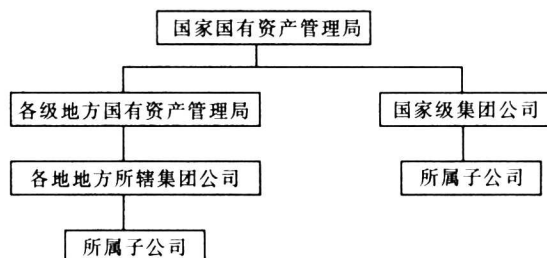 国家国有资产管理局
各级地方国有资产管理局
国家级集团公司
各地地方所辖集团公司
所属子公司
所属子公司